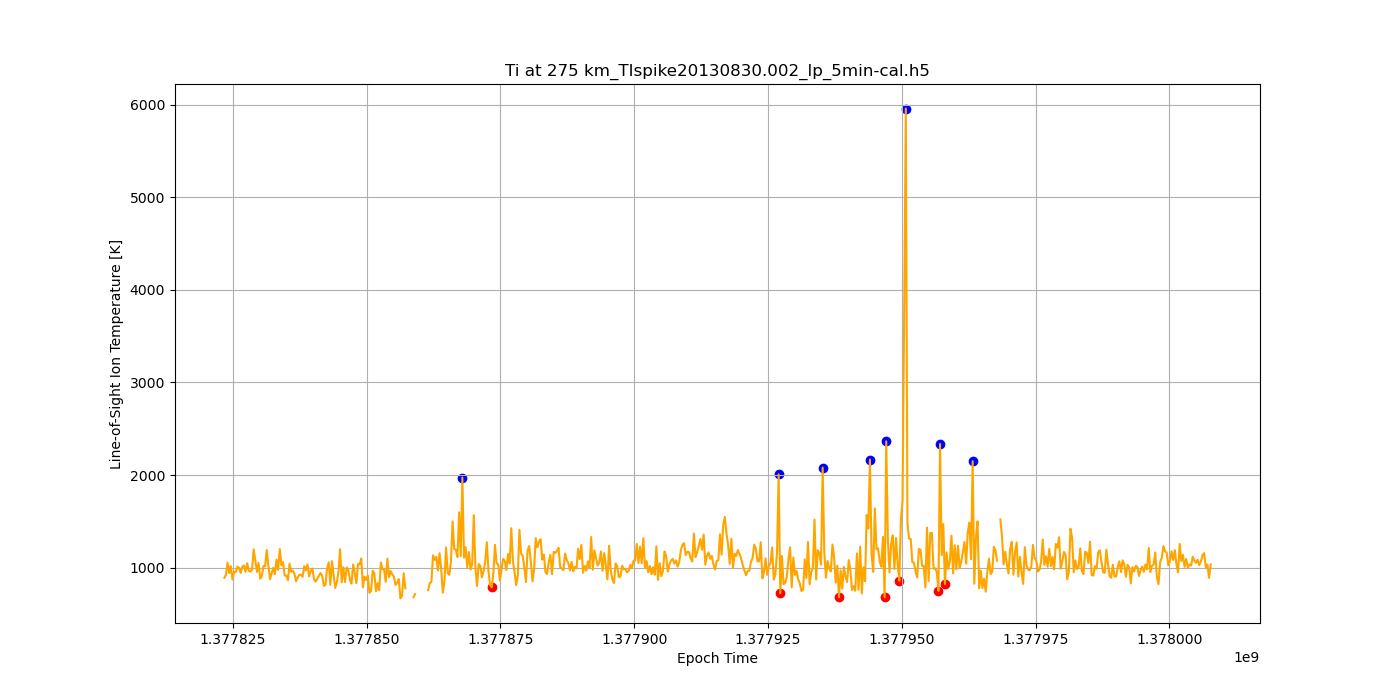 Ti at 275 km_TIspike20130830.002_lp_5min-cal.h5
6000
5000
4000
3000
2000
1000
Line-of-Sight Ion Temperature [K]
1.377825 1.377850 1.377875 1.377900 1.377925 1.377950 1.377975 1.378000
Epoch Time
1e9